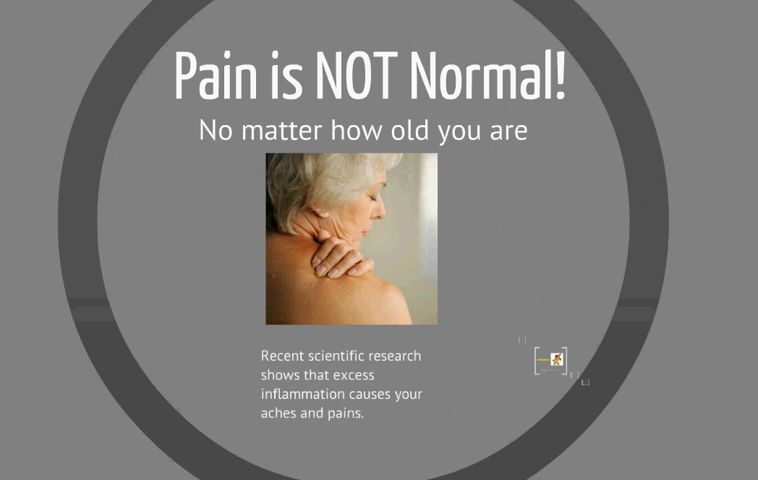 Pain is NOT Normal!
No matter how old you are
Recent scientific research
shows that excess
inflammation causes your
aches and pains.